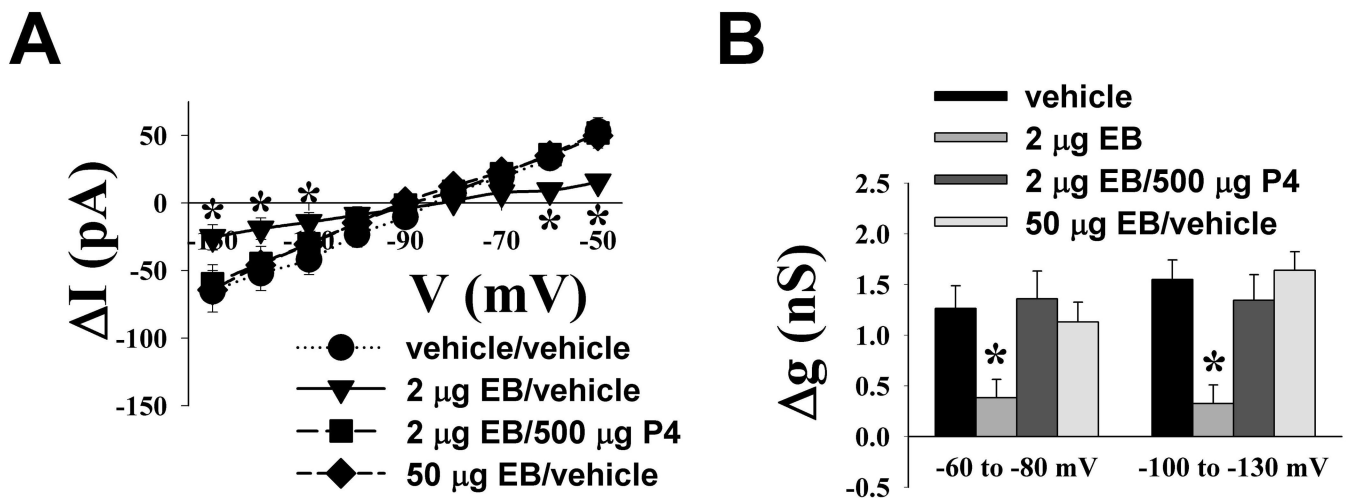 A
50
0
-50
-100
-150
ΔI (pA)
* * *
* *
-130 -110 -90 -70 -50
V (mV)
vehicle/vehicle
2 μg EB/vehicle
2 μg EB/500 μg P4
50 μg EB/vehicle
B
vehicle
2 μg EB
2 μg EB/500 μg P4
50 μg EB/vehicle
2.5
2.0
1.5
1.0
0.5
0.0
-0.5
Δg (nS)
* *
-60 to -80 mV
-100 to -130 mV